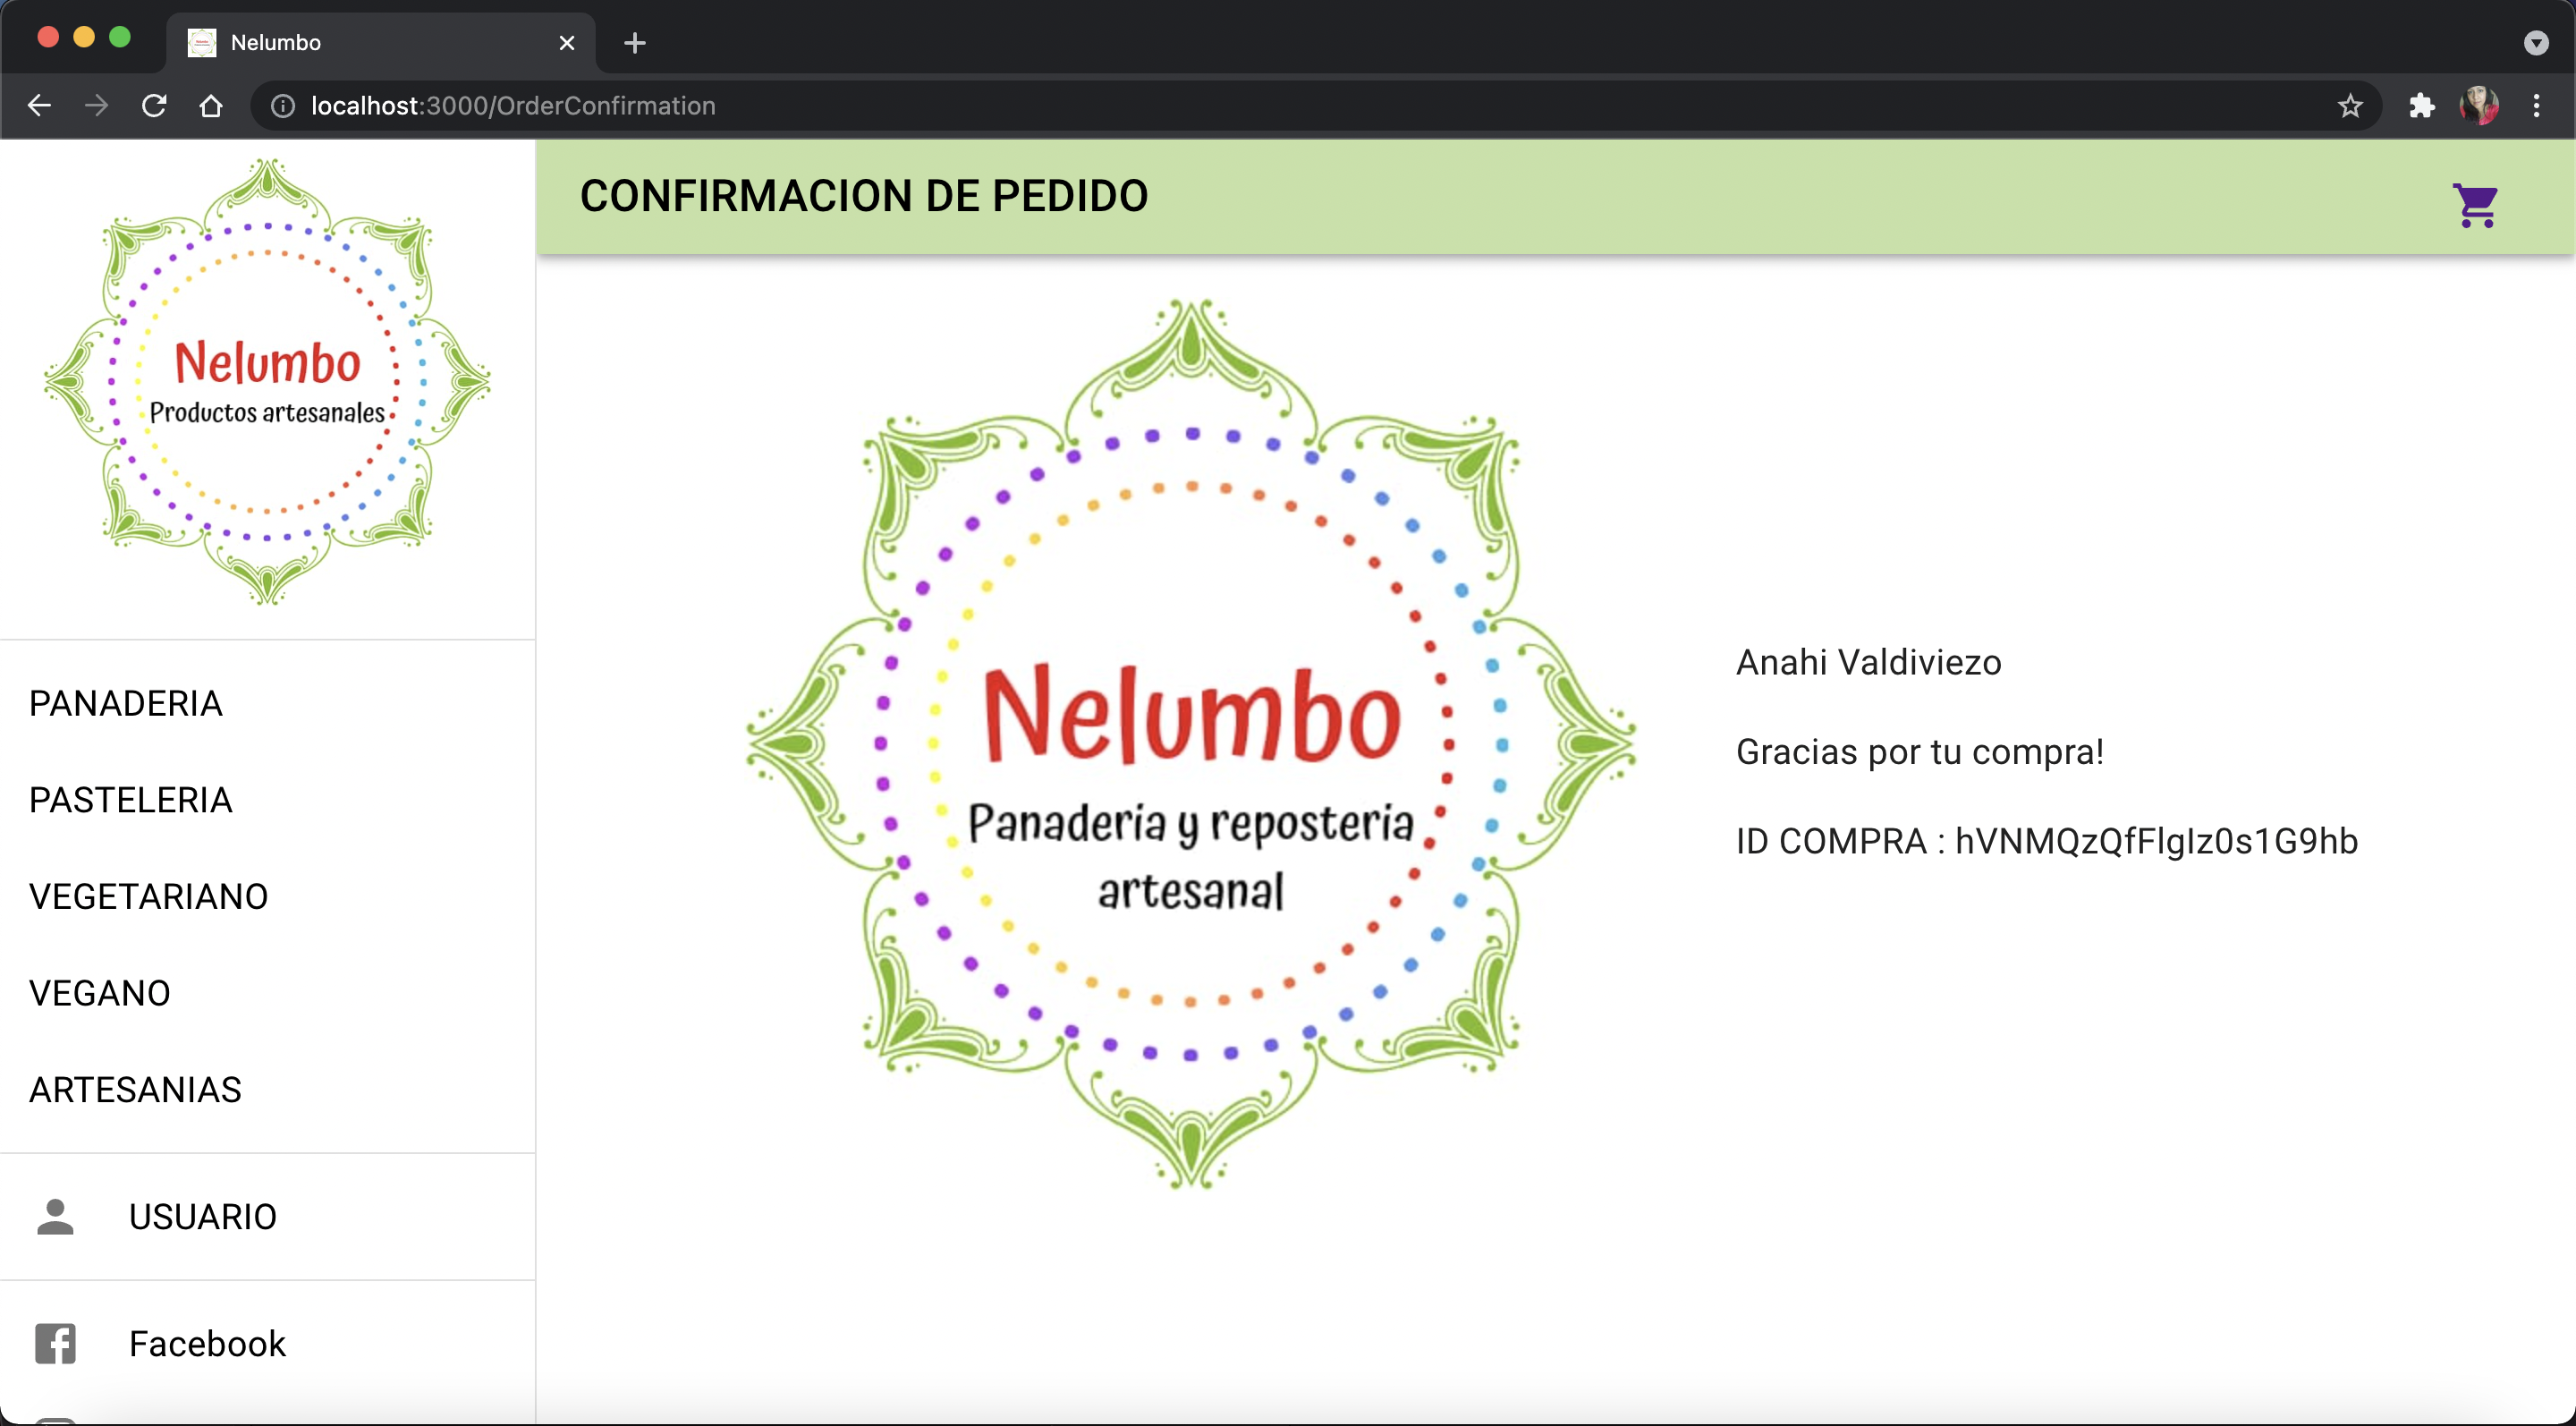 Nelumbo
localhost:3000/OrderConfirmation
Nelumbo
Productos artesanales
PANADERIA
PASTELERIA
VEGETARIANO
VEGANO
ARTESANIAS
USUARIO
Facebook
CONFIRMACION DE PEDIDO
Nelumbo
Panaderia y reposteria
artesanal
Anahi Valdiviezo
Gracias por tu compra!
ID COMPRA : hVNMQzQfFlgIz0s1G9hb